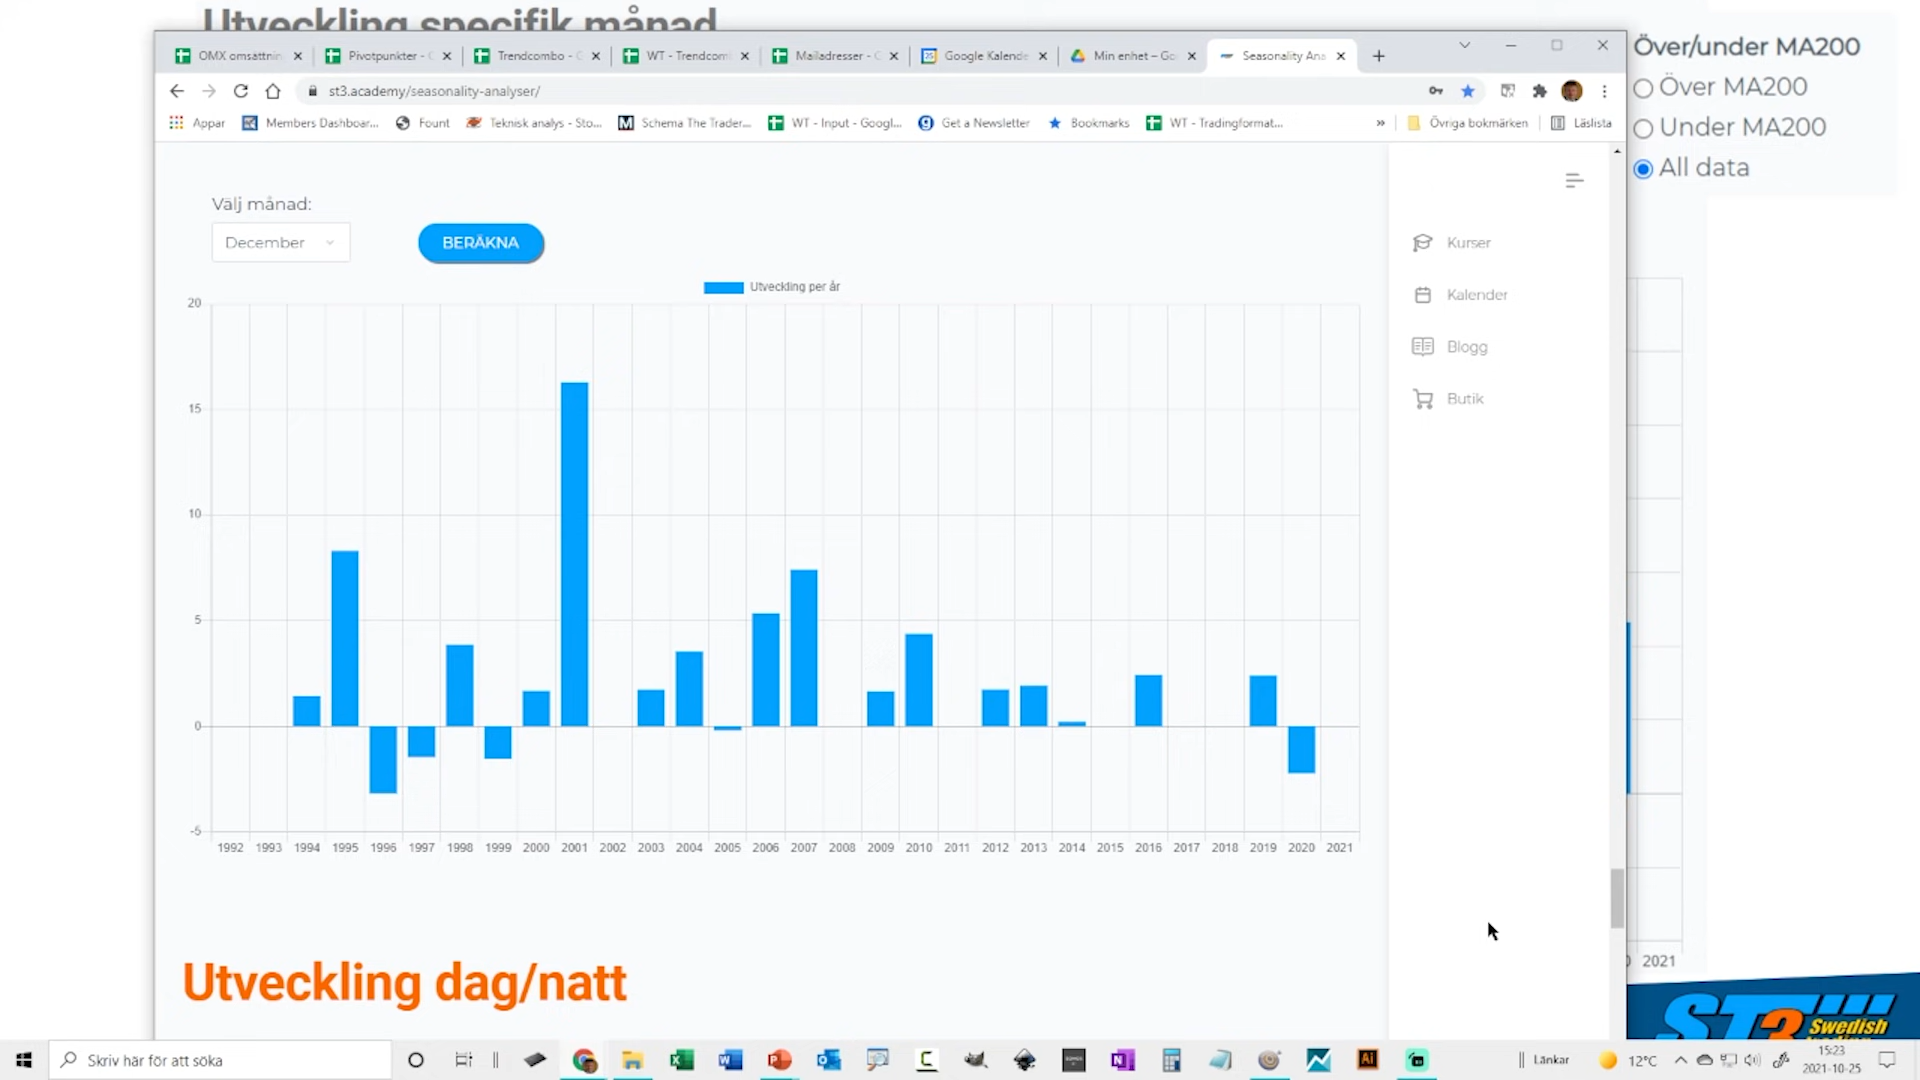 Utveckling specifik månad
OMX omsättnin
Pivotpunkter - G
Trendcombo - G
WT - Trendcom
Mailadresser - G
Google Kalende
Min enhet – Go
Seasonality Ana
st3.academy/seasonality-analyser/
Appar
Members Dashboar...
Fount
Teknisk analys - Sto...
Schema The Trader...
WT - Input - Googl...
Get a Newsletter
Bookmarks
WT - Tradingformat...
»
Övriga bokmärken
Läslista
Över/under MA200
Över MA200
Under MA200
All data
Välj månad:
December
BERÄKNA
Utveckling per år
20
15
10
5
0
-5
1992 1993 1994 1995 1996 1997 1998 1999 2000 2001 2002 2003 2004 2005 2006 2007 2008 2009 2010 2011 2012 2013 2014 2015 2016 2017 2018 2019 2020 2021
Kurser
Kalender
Blogg
Butik
2021
Utveckling dag/natt
ST3
Swedish
Skriv här för att söka
Länkar
12°C
15:23
2021-10-25